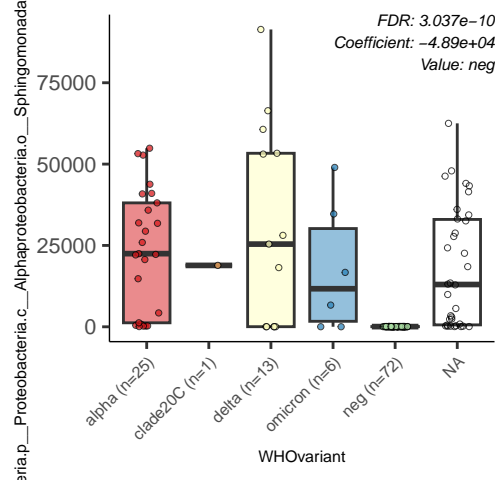 FDR: 3.037e−10
Coefficient: −4.89e+04
Value: neg
eria.p__Proteobacteria.c__Alphaproteobacteria.o__Sphingomonada
75000
50000
25000
0
alpha (n=25)
clade20C (n=1)
delta (n=13)
omicron (n=6)
neg (n=72)
NA
WHOvariant